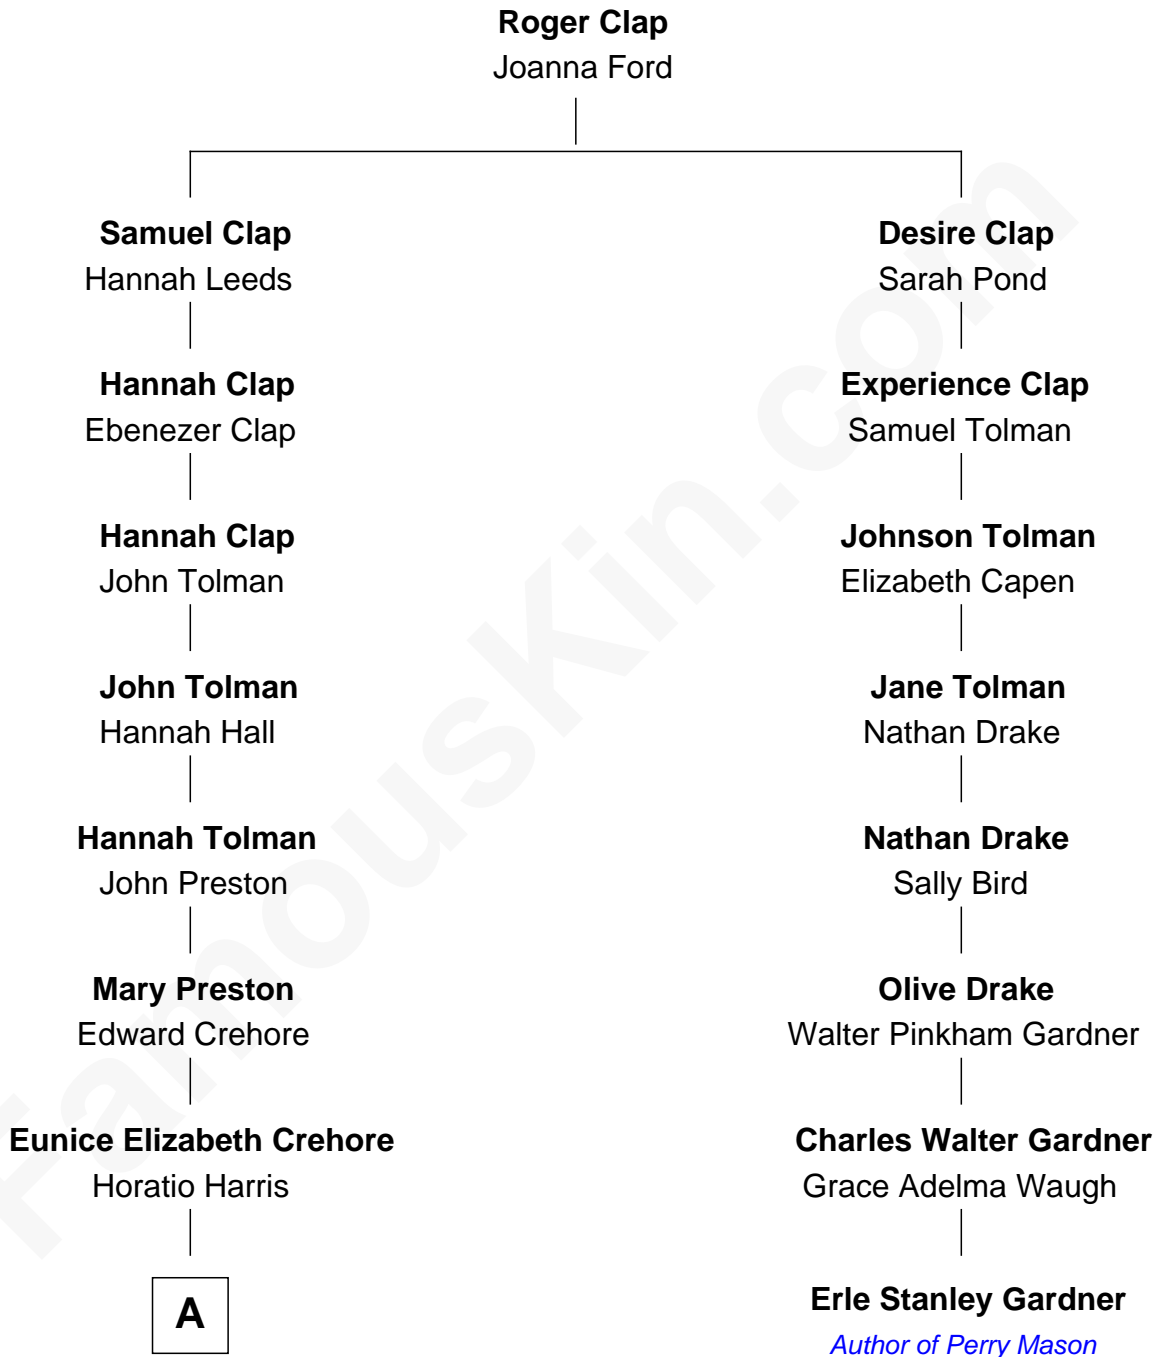 Roger Clap
Joanna Ford
Samuel Clap
Hannah Leeds
Desire Clap
Sarah Pond
Hannah Clap
Ebenezer Clap
Experience Clap
Samuel Tolman
Hannah Clap
John Tolman
Johnson Tolman
Elizabeth Capen
John Tolman
Hannah Hall
Jane Tolman
Nathan Drake
Hannah Tolman
John Preston
Nathan Drake
Sally Bird
Mary Preston
Edward Crehore
Olive Drake
Walter Pinkham Gardner
Eunice Elizabeth Crehore
Horatio Harris
Charles Walter Gardner
Grace Adelma Waugh
A
Erle Stanley Gardner
Author of Perry Mason
FamousKin.com